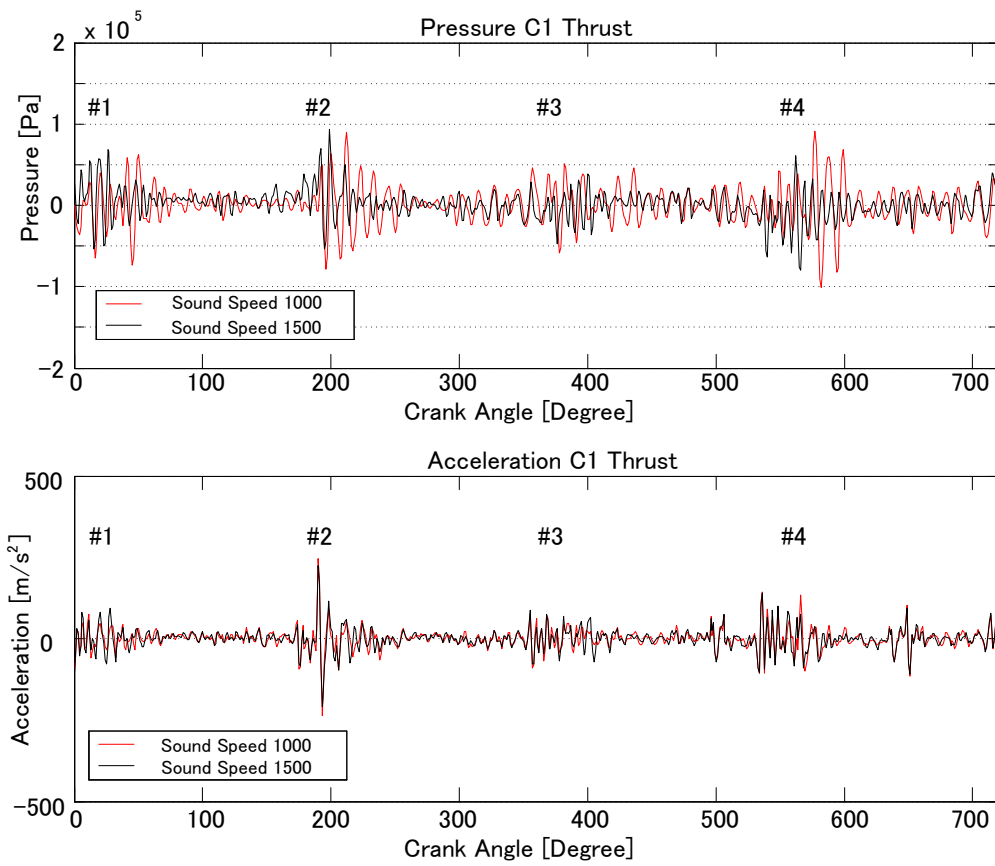 x 10⁵
Pressure C1 Thrust
2
#1 #2 #3 #4
1
Pressure [Pa]
0
−1
Sound Speed 1000
Sound Speed 1500
−2
0 100 200 300 400 500 600 700
Crank Angle [Degree]
Acceleration C1 Thrust
500
#1 #2 #3 #4
Acceleration [m/s²]
0
Sound Speed 1000
Sound Speed 1500
−500
0 100 200 300 400 500 600 700
Crank Angle [Degree]